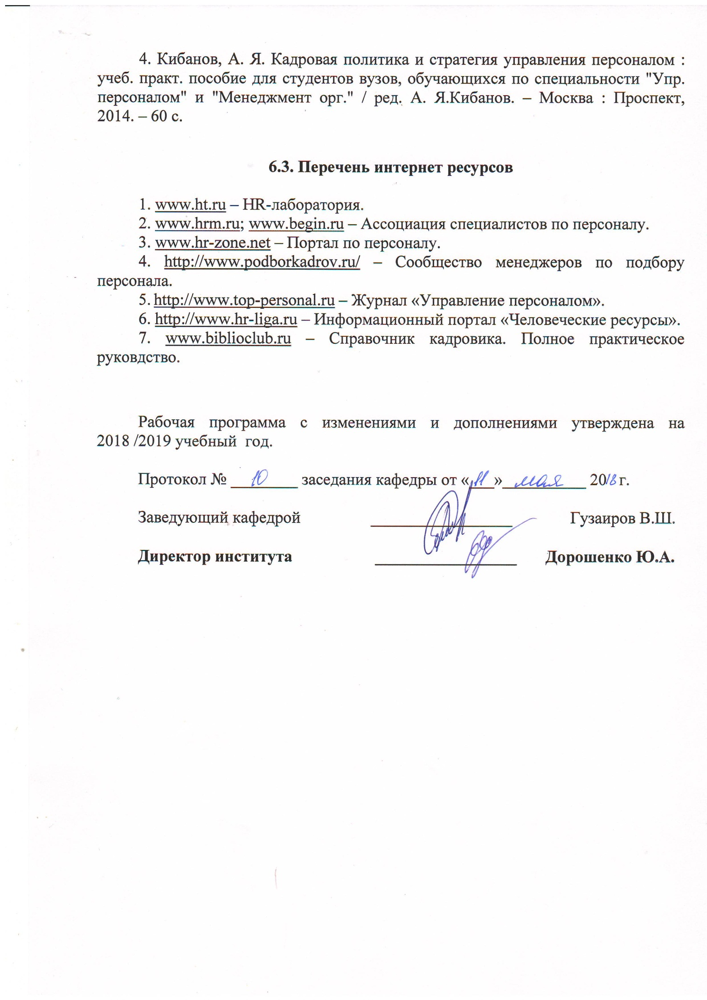 4. Кибанов, А. Я. Кадровая политика и стратегия управления персоналом :
учеб. практ. пособие для студентов вузов, обучающихся по специальности "Упр.
персоналом" и "Менеджмент орг." / ред. А. Я.Кибанов. – Москва : Проспект,
2014. – 60 с.
6.3. Перечень интернет ресурсов
1. www.ht.ru – HR-лаборатория.
2. www.hrm.ru; www.begin.ru – Ассоциация специалистов по персоналу.
3. www.hr-zone.net – Портал по персоналу.
4. http://www.podborkadrov.ru/ – Сообщество менеджеров по подбору
персонала.
5. http://www.top-personal.ru – Журнал «Управление персоналом».
6. http://www.hr-liga.ru – Информационный портал «Человеческие ресурсы».
7. www.biblioclub.ru – Справочник кадровика. Полное практическое
руковдство.
Рабочая программа с изменениями и дополнениями утверждена на
2018 /2019 учебный год.
Протокол № 10 заседания кафедры от «11» мая 2018 г.
Заведующий кафедрой Гузаиров В.Ш.
Директор института Дорошенко Ю.А.